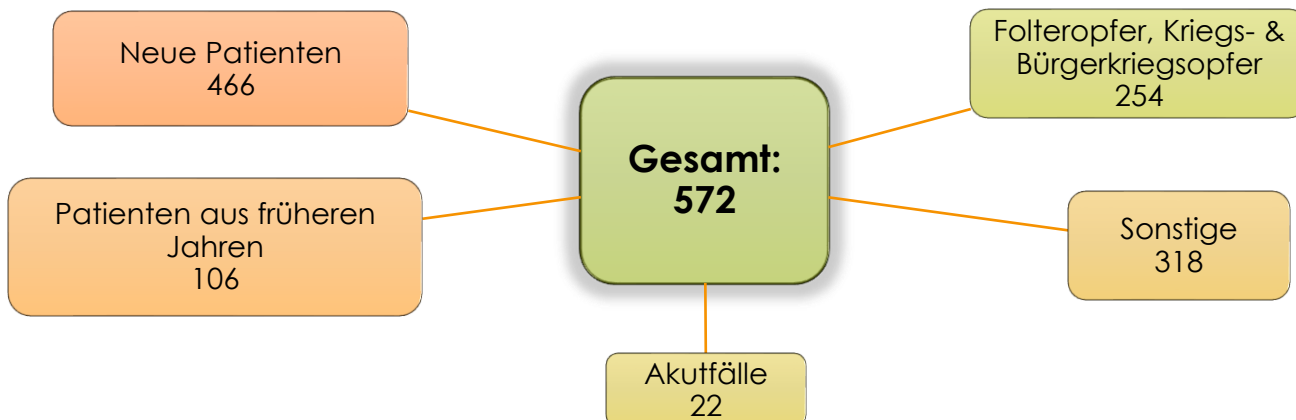 Neue Patienten
466
Patienten aus früheren
Jahren
106
Gesamt:
572
Folteropfer, Kriegs- &
Bürgerkriegsopfer
254
Sonstige
318
Akutfälle
22